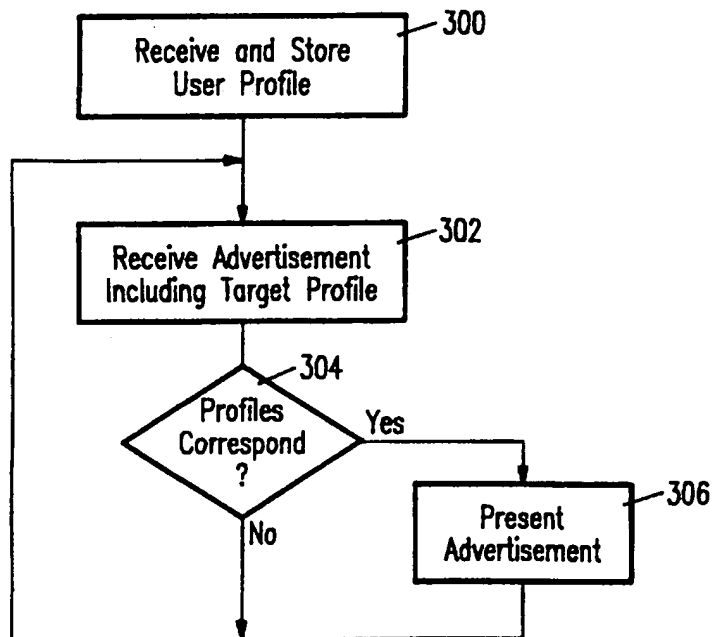 300
Receive and Store
User Profile
302
Receive Advertisement
Including Target Profile
304
Profiles
Correspond
?
Yes
No
306
Present
Advertisement